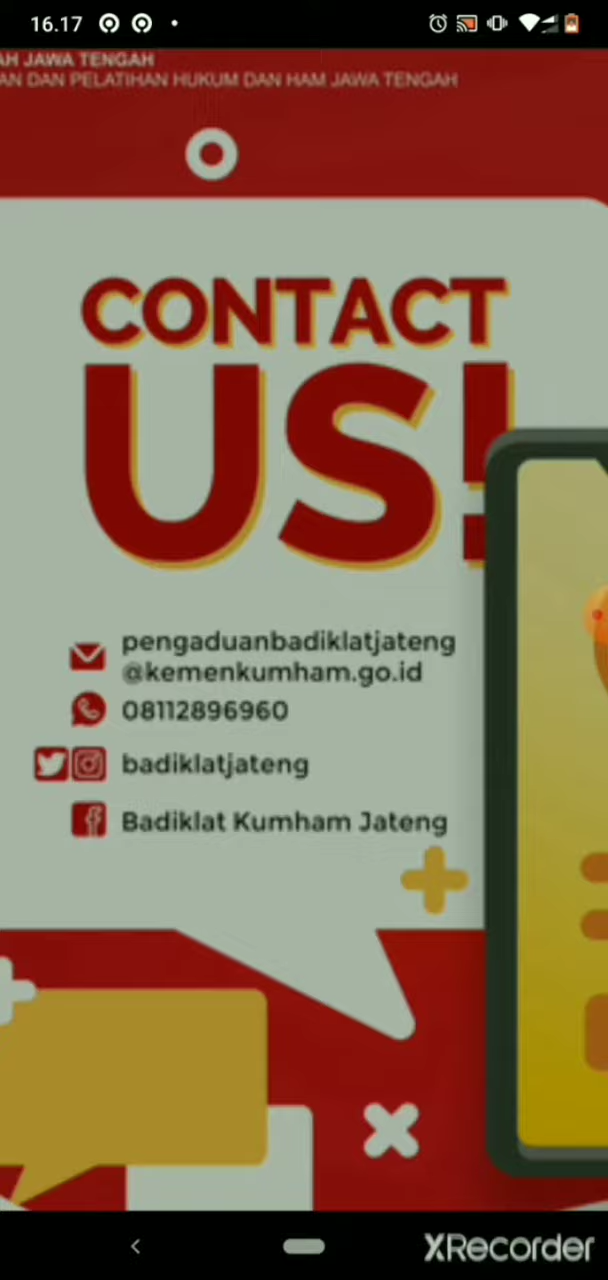 16.17
AH JAWA TENGAH
AN DAN PELATIHAN HUKUM DAN HAM JAWA TENGAH
CONTACT
US!
pengaduanbadiklatjateng
@kemenkumham.go.id
08112896960
badiklatjateng
Badiklat Kumham Jateng
XRecorder